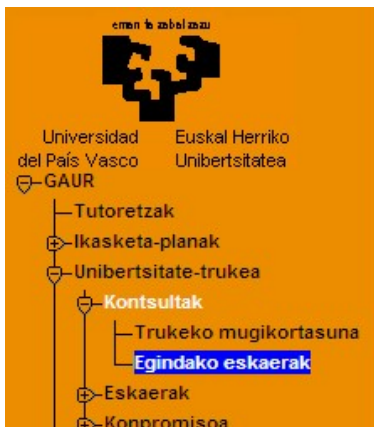 eman ta zabal zazu
Universidad Euskal Herriko
del País Vasco Unibertsitatea
GAUR
Tutoretzak
Ikasketa-planak
Unibertsitate-trukea
Kontsultak
Trukeko mugikortasuna
Egindako eskaerak
Eskaerak
Konpromisoa